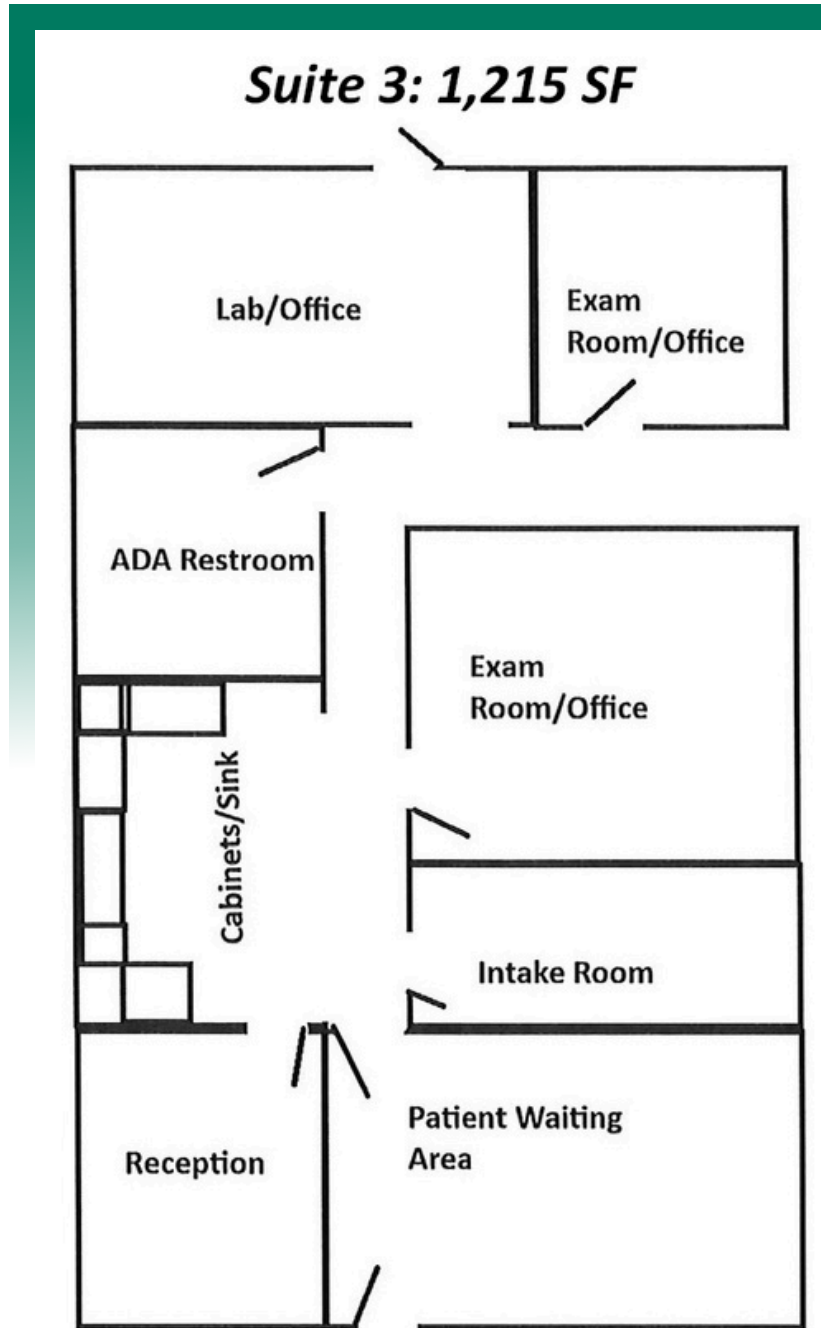 Suite 3: 1,215 SF
Lab/Office
Exam
Room/Office
ADA Restroom
Exam
Room/Office
Cabinets/Sink
Intake Room
Patient Waiting
Area
Reception